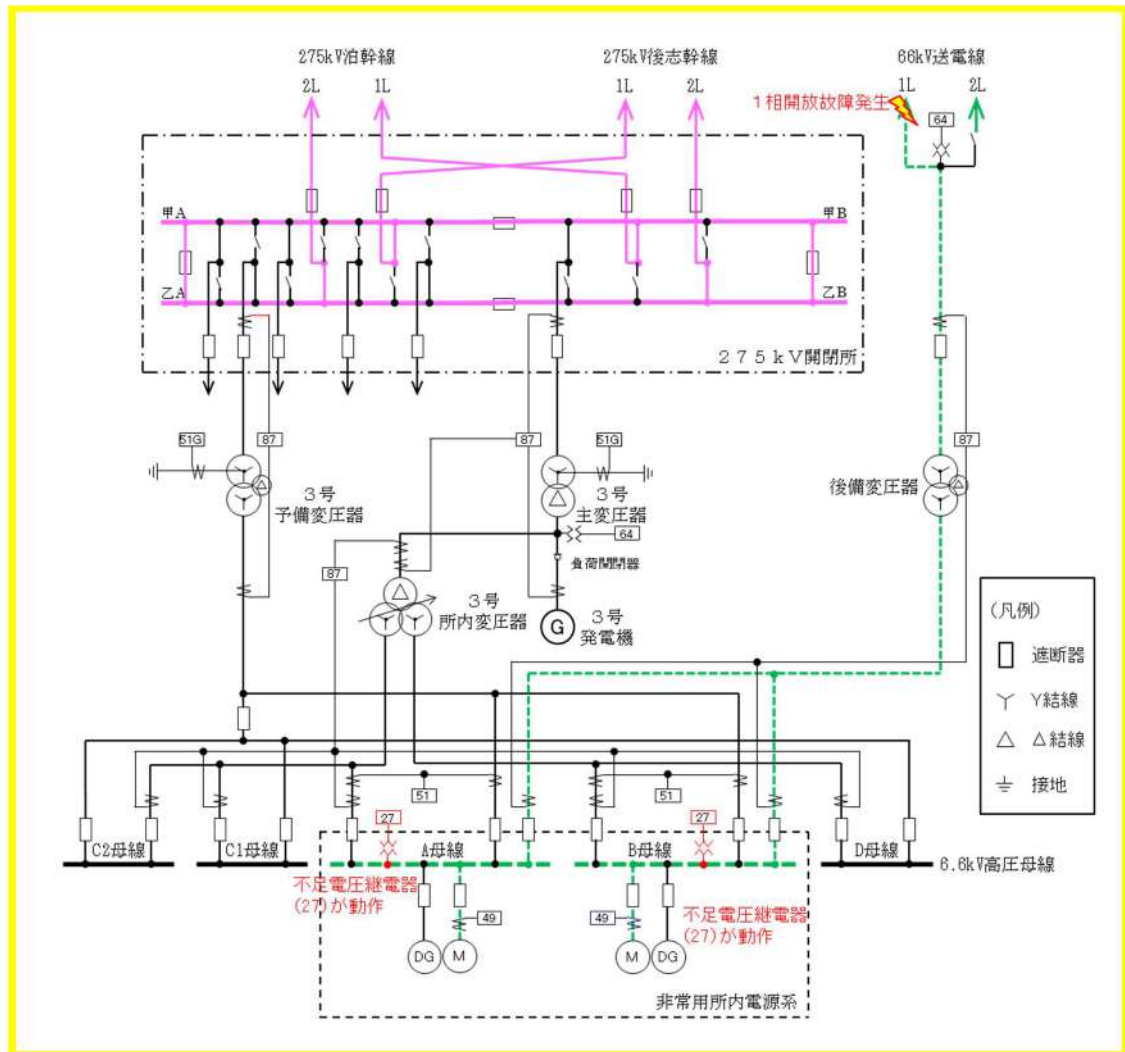 275kV泊幹線
275kV後志幹線
66kV送電線
2L
1L
1L
2L
1L
2L
1相開放故障発生
64
甲A
甲B
乙A
乙B
275kV開閉所
51G
87
87
51G
87
3号
予備変圧器
3号
主変圧器
後備変圧器
64
負荷開閉器
87
3号
所内変圧器
G
3号
発電機
(凡例)
遮断器
Y結線
△結線
接地
51
51
27
27
C2母線
C1母線
A母線
B母線
D母線
6.6kV高圧母線
不足電圧継電器
(27)が動作
不足電圧継電器
(27)が動作
49
49
DG
M
M
DG
非常用所内電源系